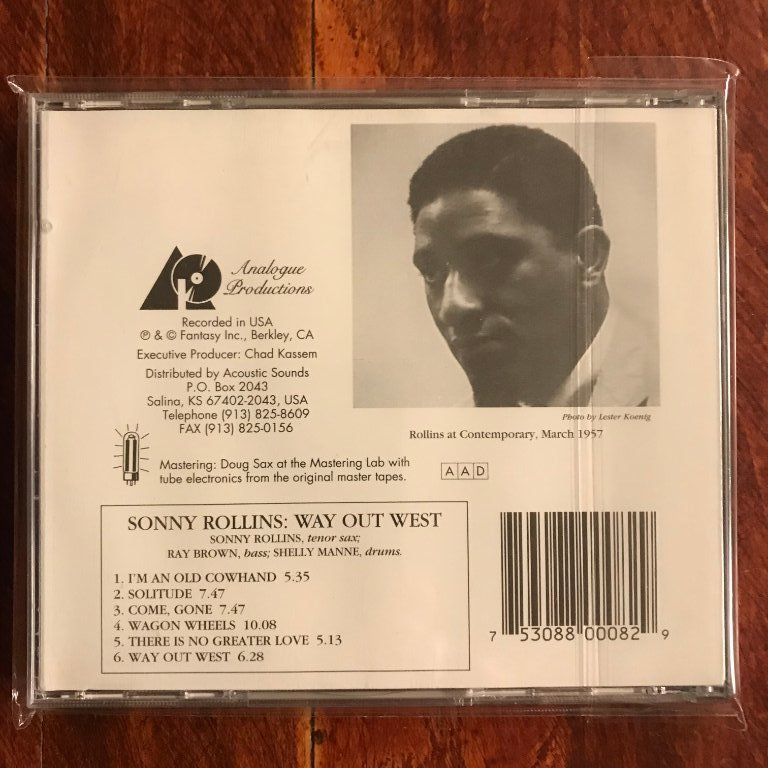 Analogue
Productions
Recorded in USA
℗ & © Fantasy Inc., Berkley, CA
Executive Producer: Chad Kassem
Distributed by Acoustic Sounds
P.O. Box 2043
Salina, KS 67402-2043, USA
Telephone (913) 825-8609
FAX (913) 825-0156
Mastering: Doug Sax at the Mastering Lab with
tube electronics from the original master tapes.
Photo by Lester Koenig
Rollins at Contemporary, March 1957
A A D
SONNY ROLLINS: WAY OUT WEST
SONNY ROLLINS, tenor sax;
RAY BROWN, bass; SHELLY MANNE, drums.
1. I'M AN OLD COWHAND 5.35
2. SOLITUDE 7.47
3. COME, GONE 7.47
4. WAGON WHEELS 10.08
5. THERE IS NO GREATER LOVE 5.13
6. WAY OUT WEST 6.28
7 53088 00082 9